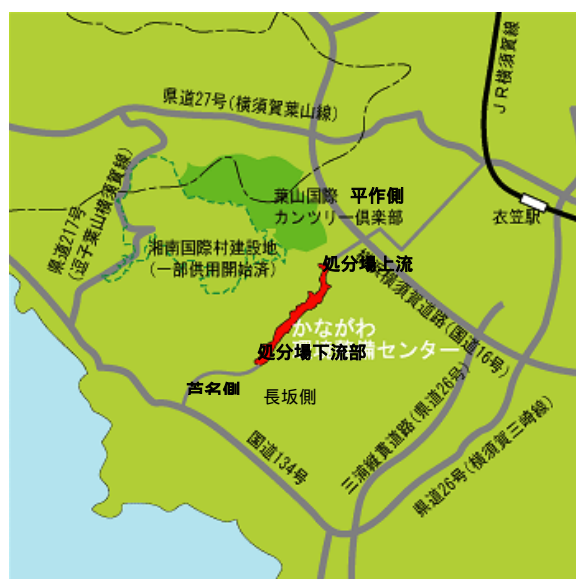 JR横須賀線
県道27号(横須賀葉山線)
葉山国際
カンツリー倶楽部
平作側
衣笠駅
県道217号
(逗子葉山横須賀線)
湘南国際村建設地
(一部供用開始済)
処分場上流
横須賀道路(国道16号)
かながわ
センター
処分場下流部
芦名側
長坂側
三浦縦貫道路(県道26号)
国道134号
県道26号(横須賀三崎線)